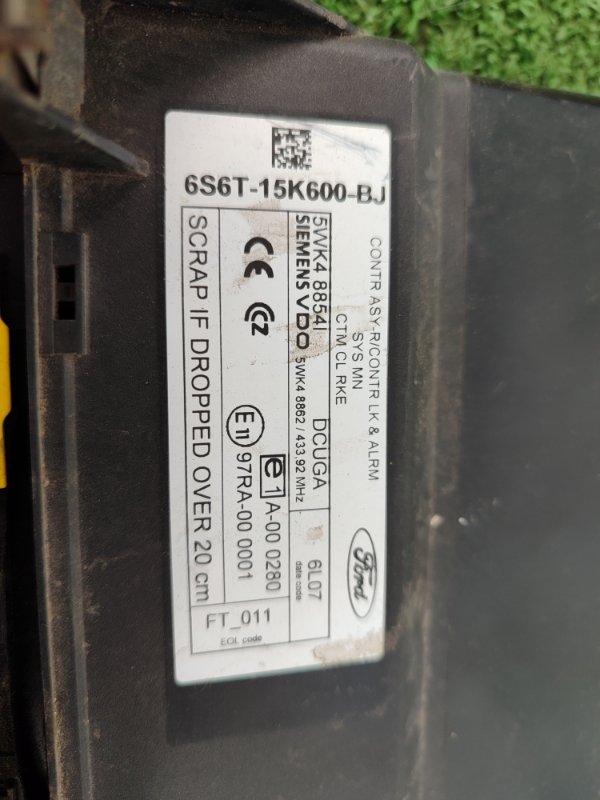 6S6T-15K600-BJ
CONTR ASY-R/CONTR LK & ALRM
SYS MN
CTM CL RKE
Ford
5WK4 8854I
DCUGA
6L07
SIEMENS VDO 5WK4 8862 / 433,92 MHz
date code
CE
e1 A-00 0280
E11 97RA-00 0001
FT_011
EOL code
SCRAP IF DROPPED OVER 20 cm